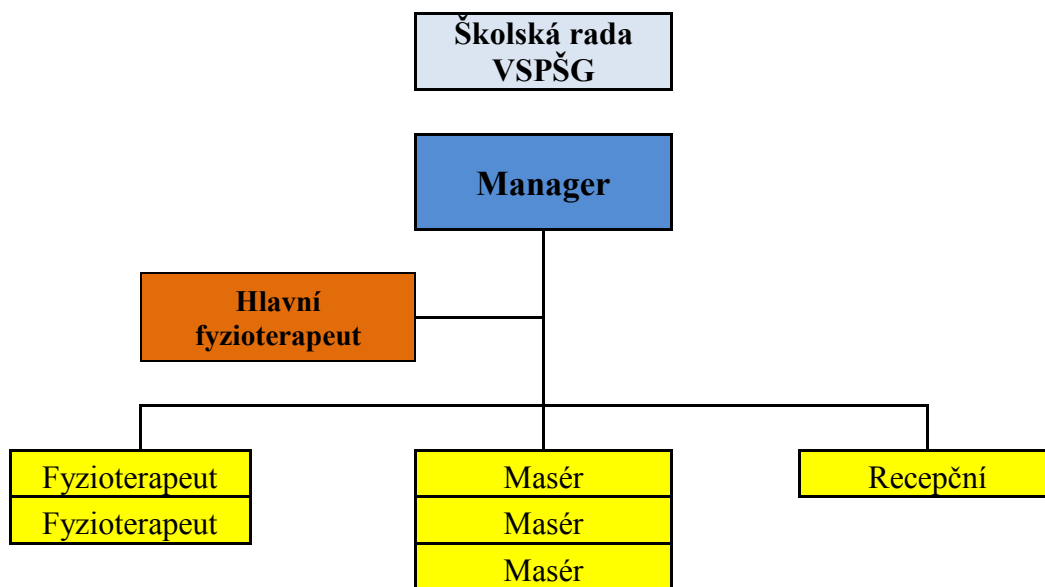 Školská rada
VSPŠG
Manager
Hlavní
fyzioterapeut
Fyzioterapeut
Masér
Recepční
Fyzioterapeut
Masér
Masér